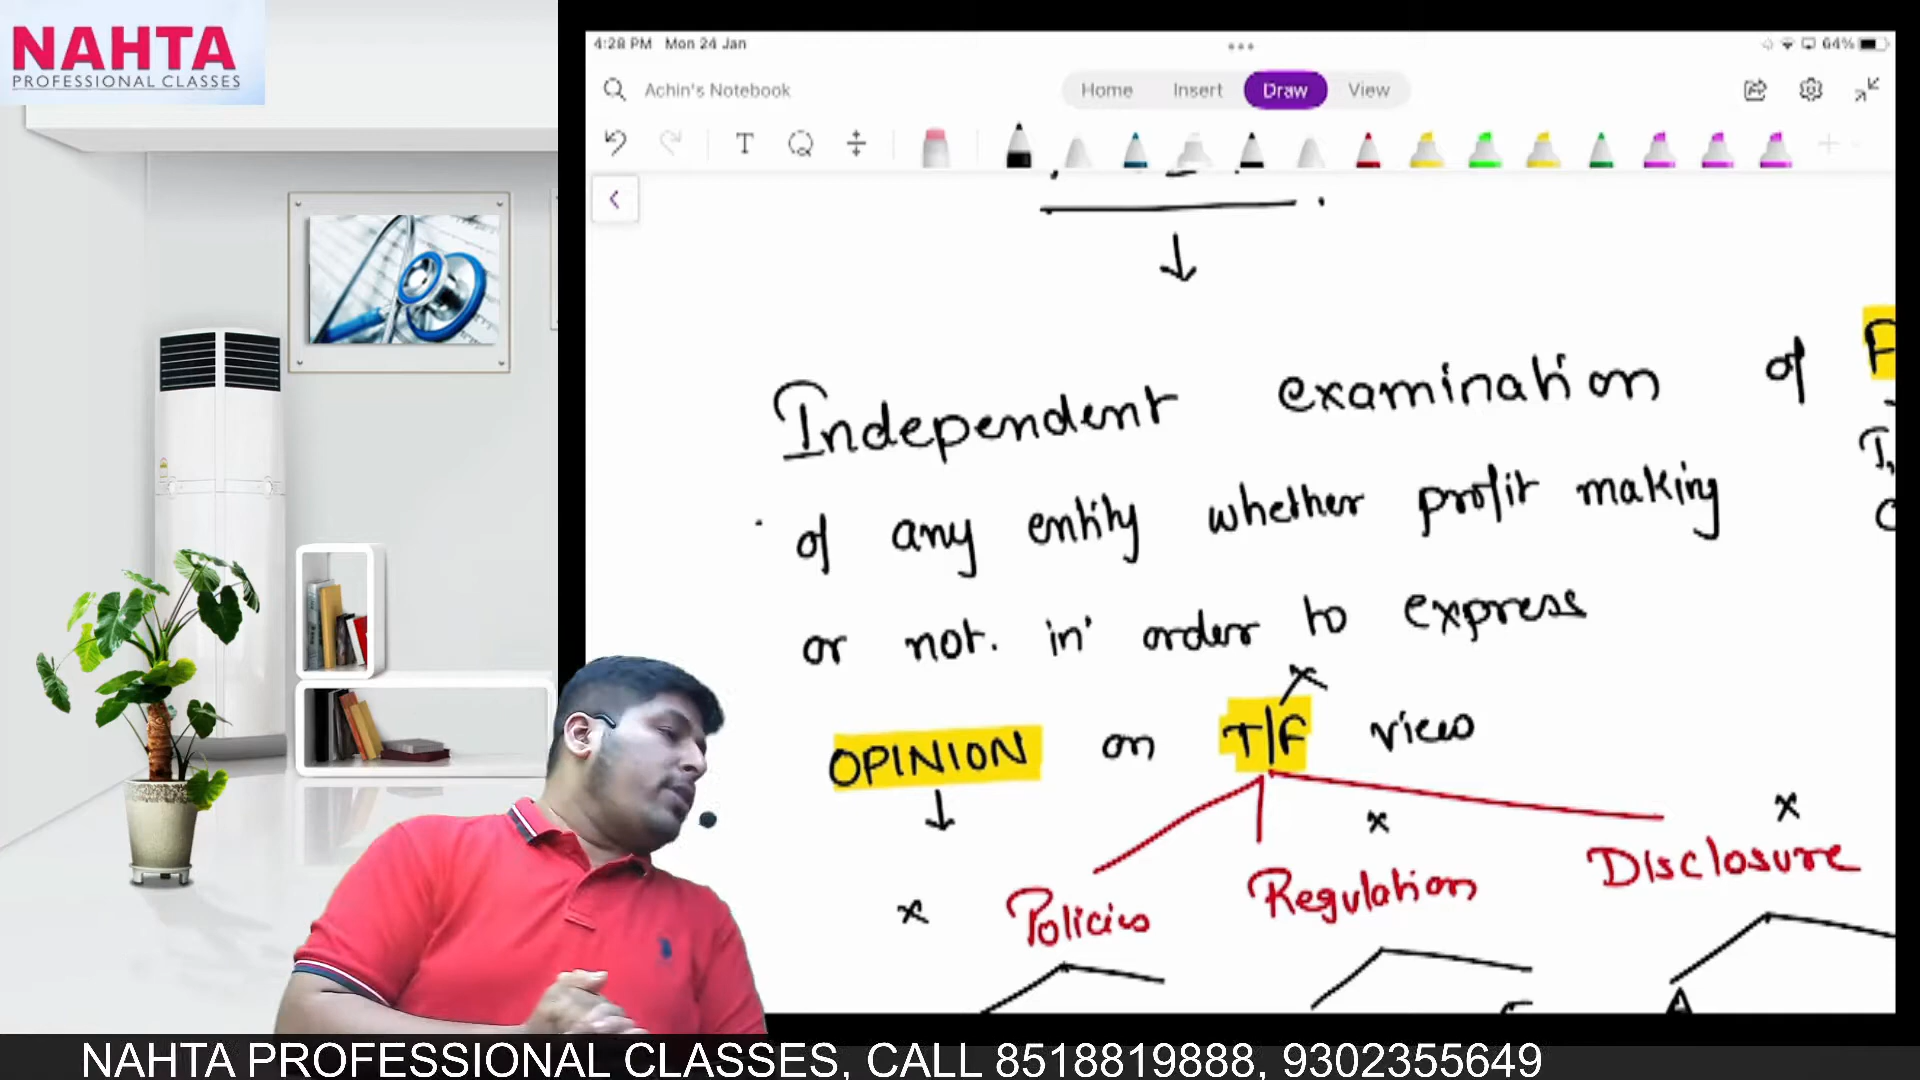 NAHTA
PROFESSIONAL CLASSES
4:28 PM Mon 24 Jan
64%
Achin's Notebook
Home Insert Draw View
T
Independent examination of F
of any entity whether profit making
or not. in order to express
OPINION on T/F view
Policies Regulation Disclosure
A
NAHTA PROFESSIONAL CLASSES, CALL 8518819888, 9302355649